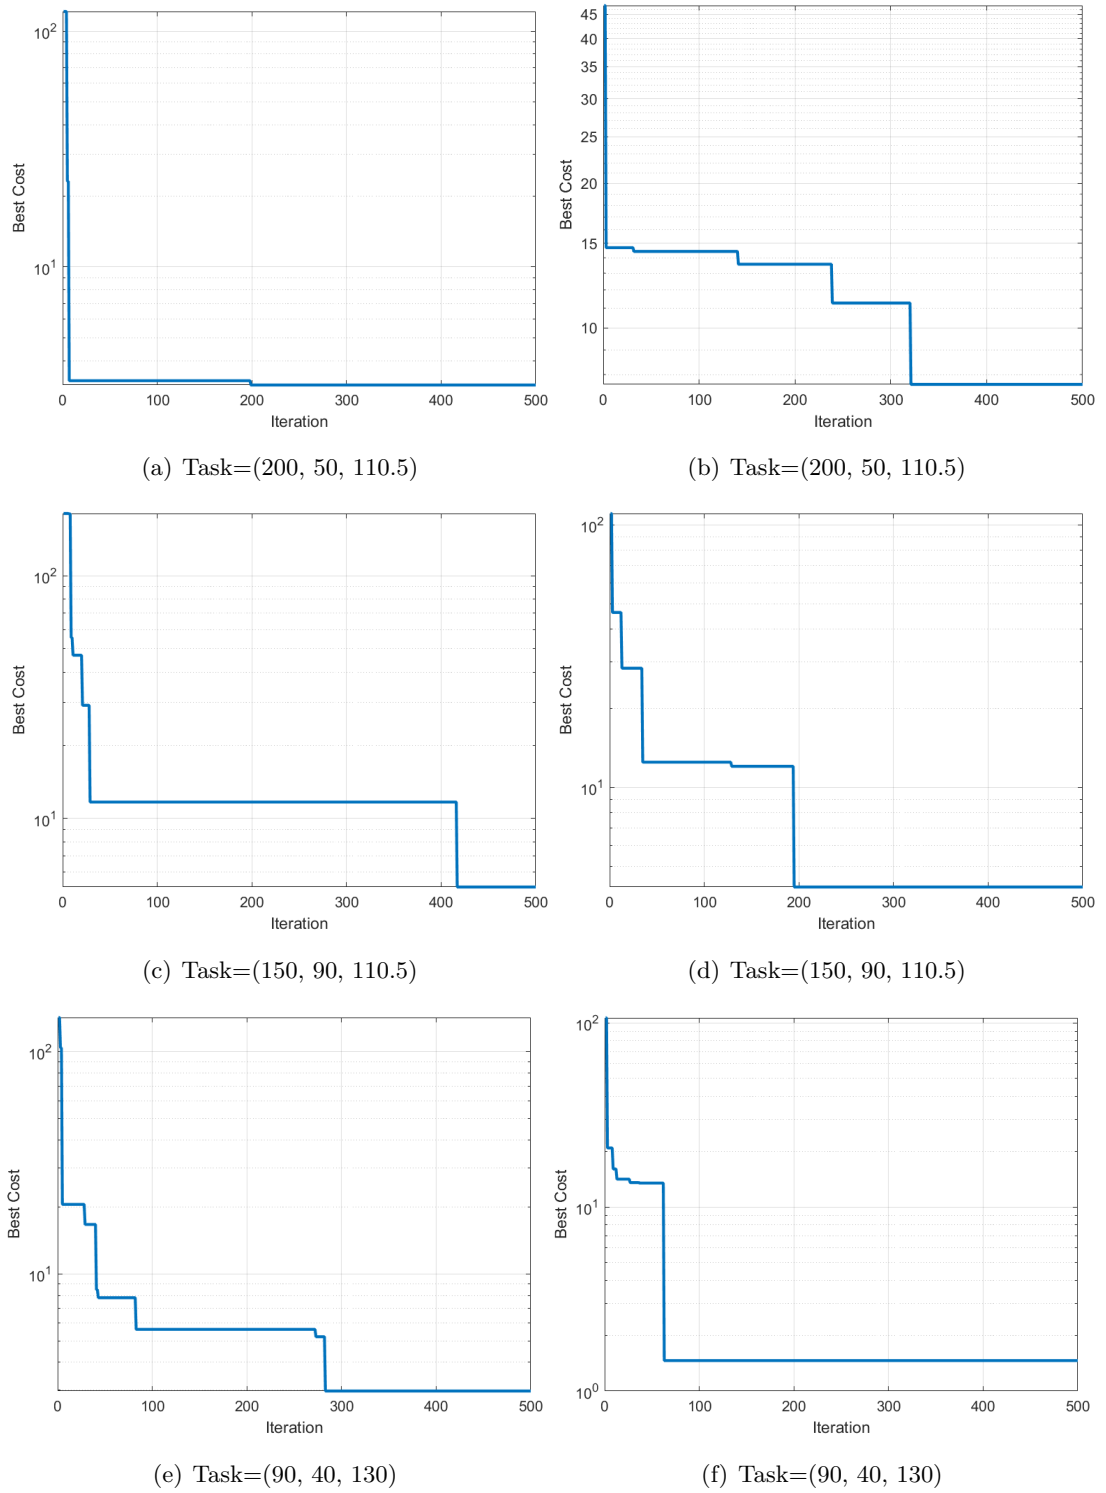 10^2
10^1
Best Cost
0 100 200 300 400 500
Iteration
(a) Task=(200, 50, 110.5)
45
40
35
30
25
20
15
10
Best Cost
0 100 200 300 400 500
Iteration
(b) Task=(200, 50, 110.5)
10^2
10^1
Best Cost
0 100 200 300 400 500
Iteration
(c) Task=(150, 90, 110.5)
10^2
10^1
Best Cost
0 100 200 300 400 500
Iteration
(d) Task=(150, 90, 110.5)
10^2
10^1
Best Cost
0 100 200 300 400 500
Iteration
(e) Task=(90, 40, 130)
10^2
10^1
10^0
Best Cost
0 100 200 300 400 500
Iteration
(f) Task=(90, 40, 130)